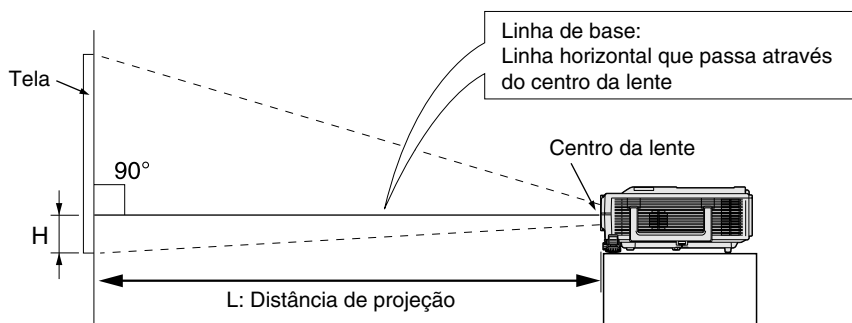 Linha de base:
Linha horizontal que passa através
do centro da lente
Tela
Centro da lente
90°
H
L: Distância de projeção